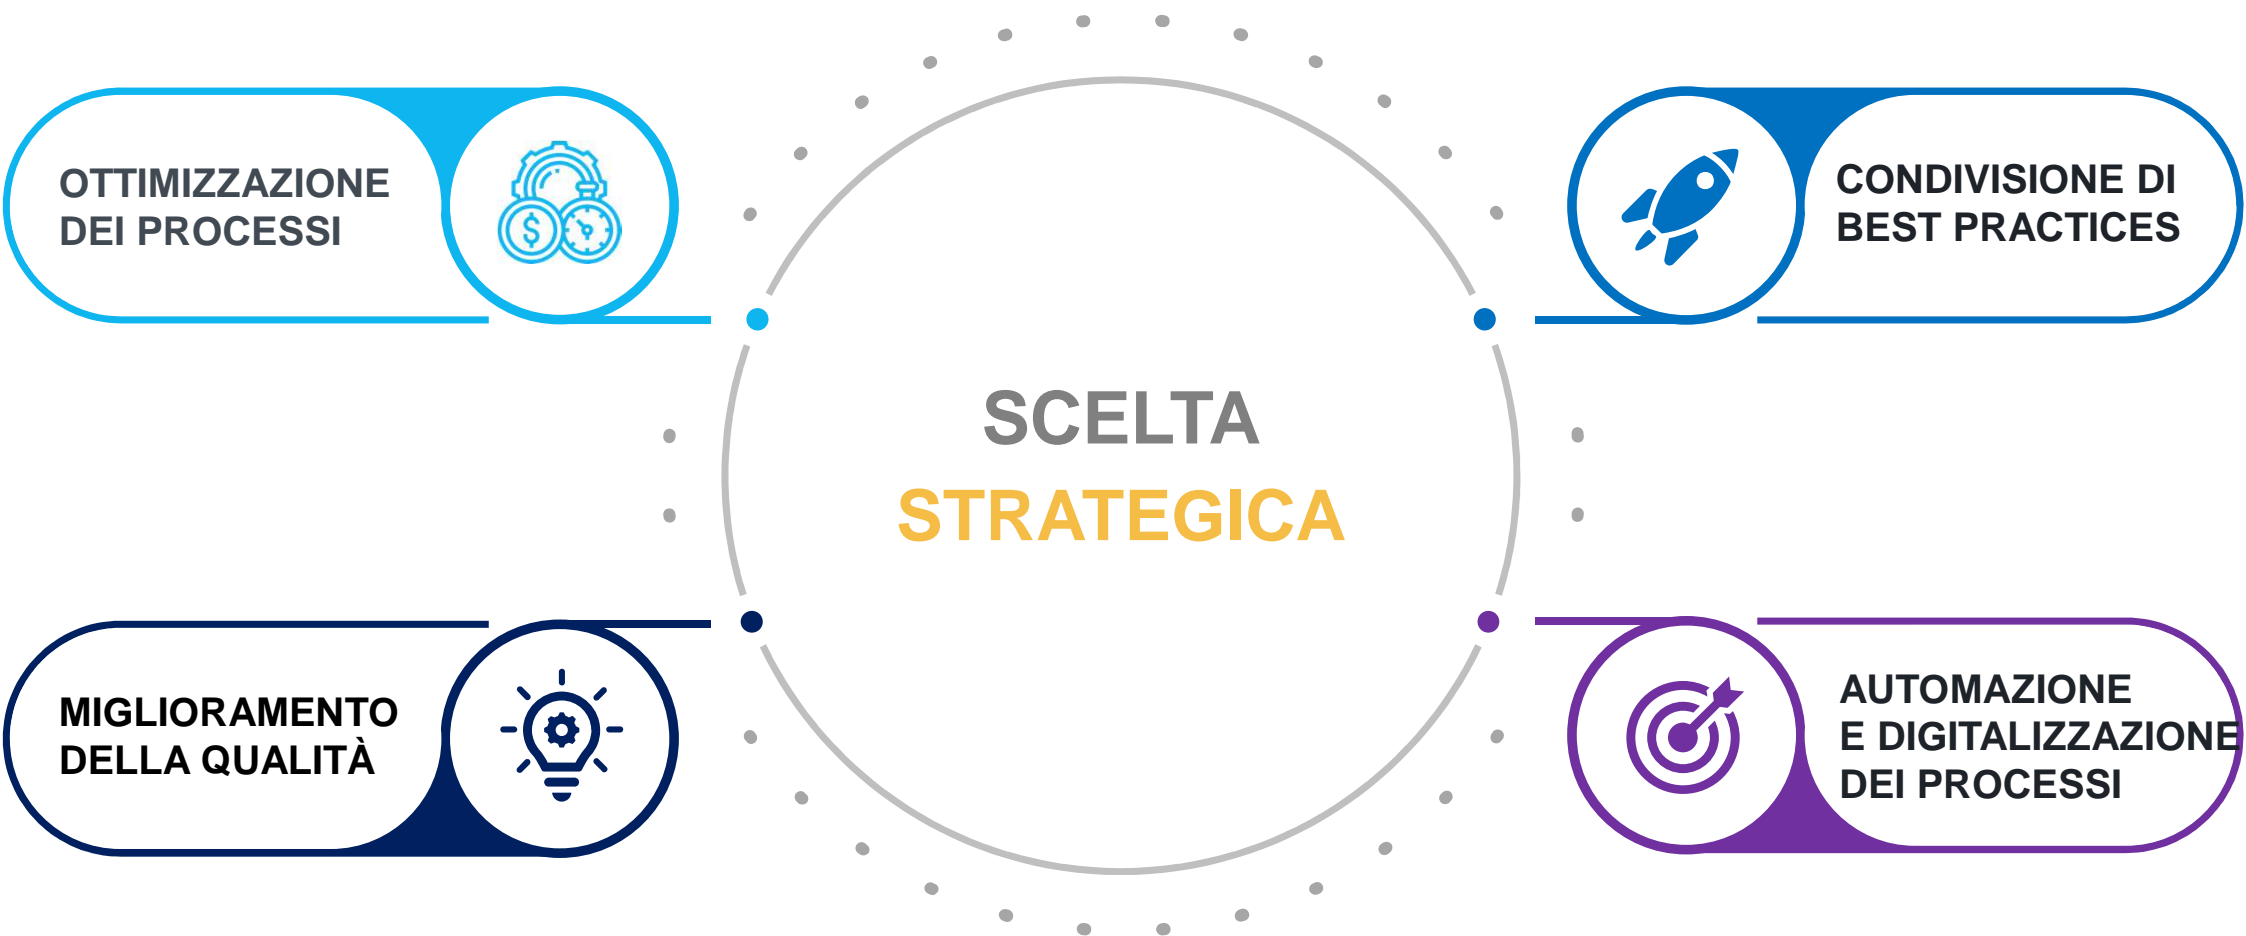 OTTIMIZZAZIONE
DEI PROCESSI
CONDIVISIONE DI
BEST PRACTICES
SCELTA
STRATEGICA
MIGLIORAMENTO
DELLA QUALITÀ
AUTOMAZIONE
E DIGITALIZZAZIONE
DEI PROCESSI
$